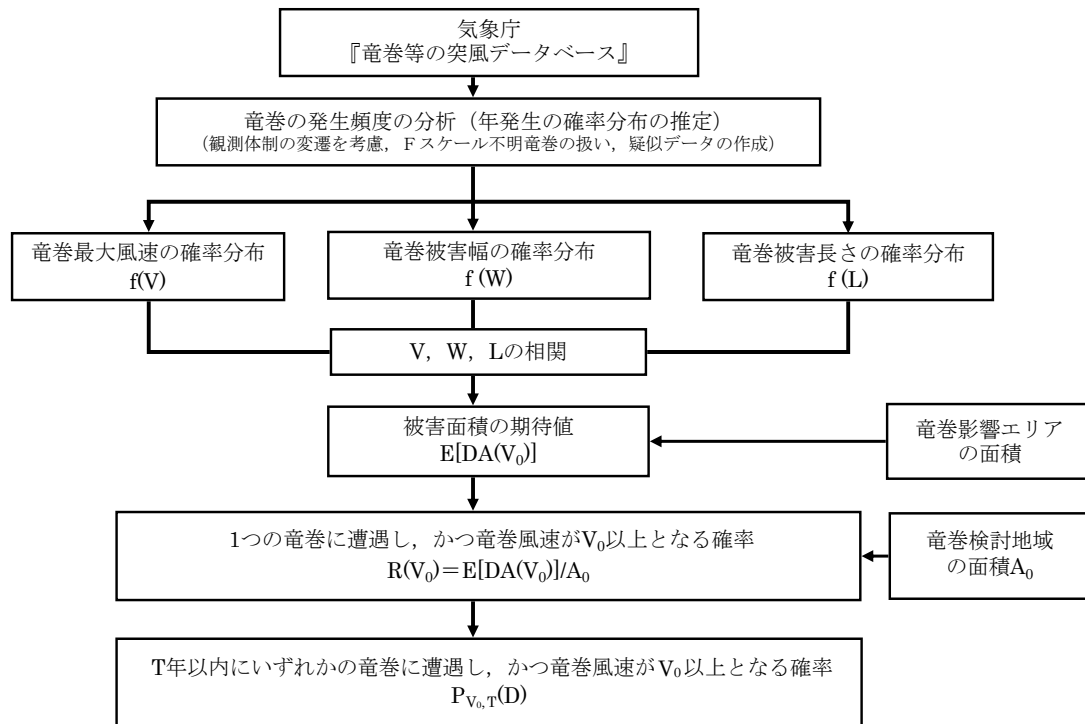 気象庁
『竜巻等の突風データベース』
竜巻の発生頻度の分析（年発生の確率分布の推定）
（観測体制の変遷を考慮，Ｆスケール不明竜巻の扱い，疑似データの作成）
竜巻最大風速の確率分布
f(V)
竜巻被害幅の確率分布
f (W)
竜巻被害長さの確率分布
f (L)
V，W，Lの相関
被害面積の期待値
E[DA(V₀)]
竜巻影響エリア
の面積
1つの竜巻に遭遇し，かつ竜巻風速がV₀以上となる確率
R(V₀)＝E[DA(V₀)]/A₀
竜巻検討地域
の面積A₀
T年以内にいずれかの竜巻に遭遇し，かつ竜巻風速がV₀以上となる確率
P_{V₀,T}(D)